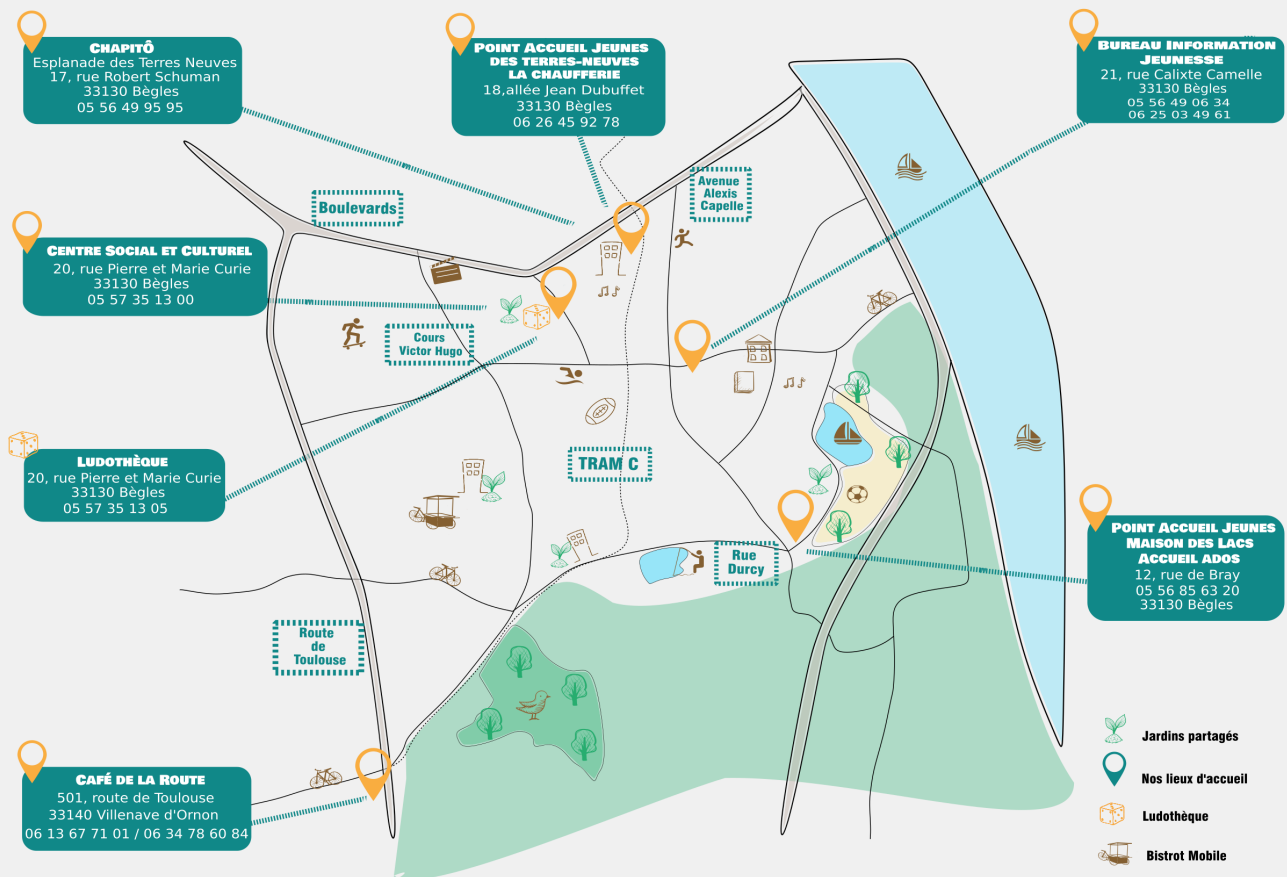 CHAPITÔ
Esplanade des Terres Neuves
17, rue Robert Schuman
33130 Bègles
05 56 49 95 95
POINT ACCUEIL JEUNES
DES TERRES-NEUVES
LA CHAUFFERIE
18,allée Jean Dubuffet
33130 Bègles
06 26 45 92 78
BUREAU INFORMATION
JEUNESSE
21, rue Calixte Camelle
33130 Bègles
05 56 49 06 34
06 25 03 49 61
Boulevards
Avenue
Alexis
Capelle
CENTRE SOCIAL ET CULTUREL
20, rue Pierre et Marie Curie
33130 Bègles
05 57 35 13 00
Cours
Victor Hugo
LUDOTHÈQUE
20, rue Pierre et Marie Curie
33130 Bègles
05 57 35 13 05
TRAM C
Rue
Durcy
POINT ACCUEIL JEUNES
MAISON DES LACS
ACCUEIL ADOS
12, rue de Bray
05 56 85 63 20
33130 Bègles
Route
de
Toulouse
CAFÉ DE LA ROUTE
501, route de Toulouse
33140 Villenave d'Ornon
06 13 67 71 01 / 06 34 78 60 84
Jardins partagés
Nos lieux d'accueil
Ludothèque
Bistrot Mobile